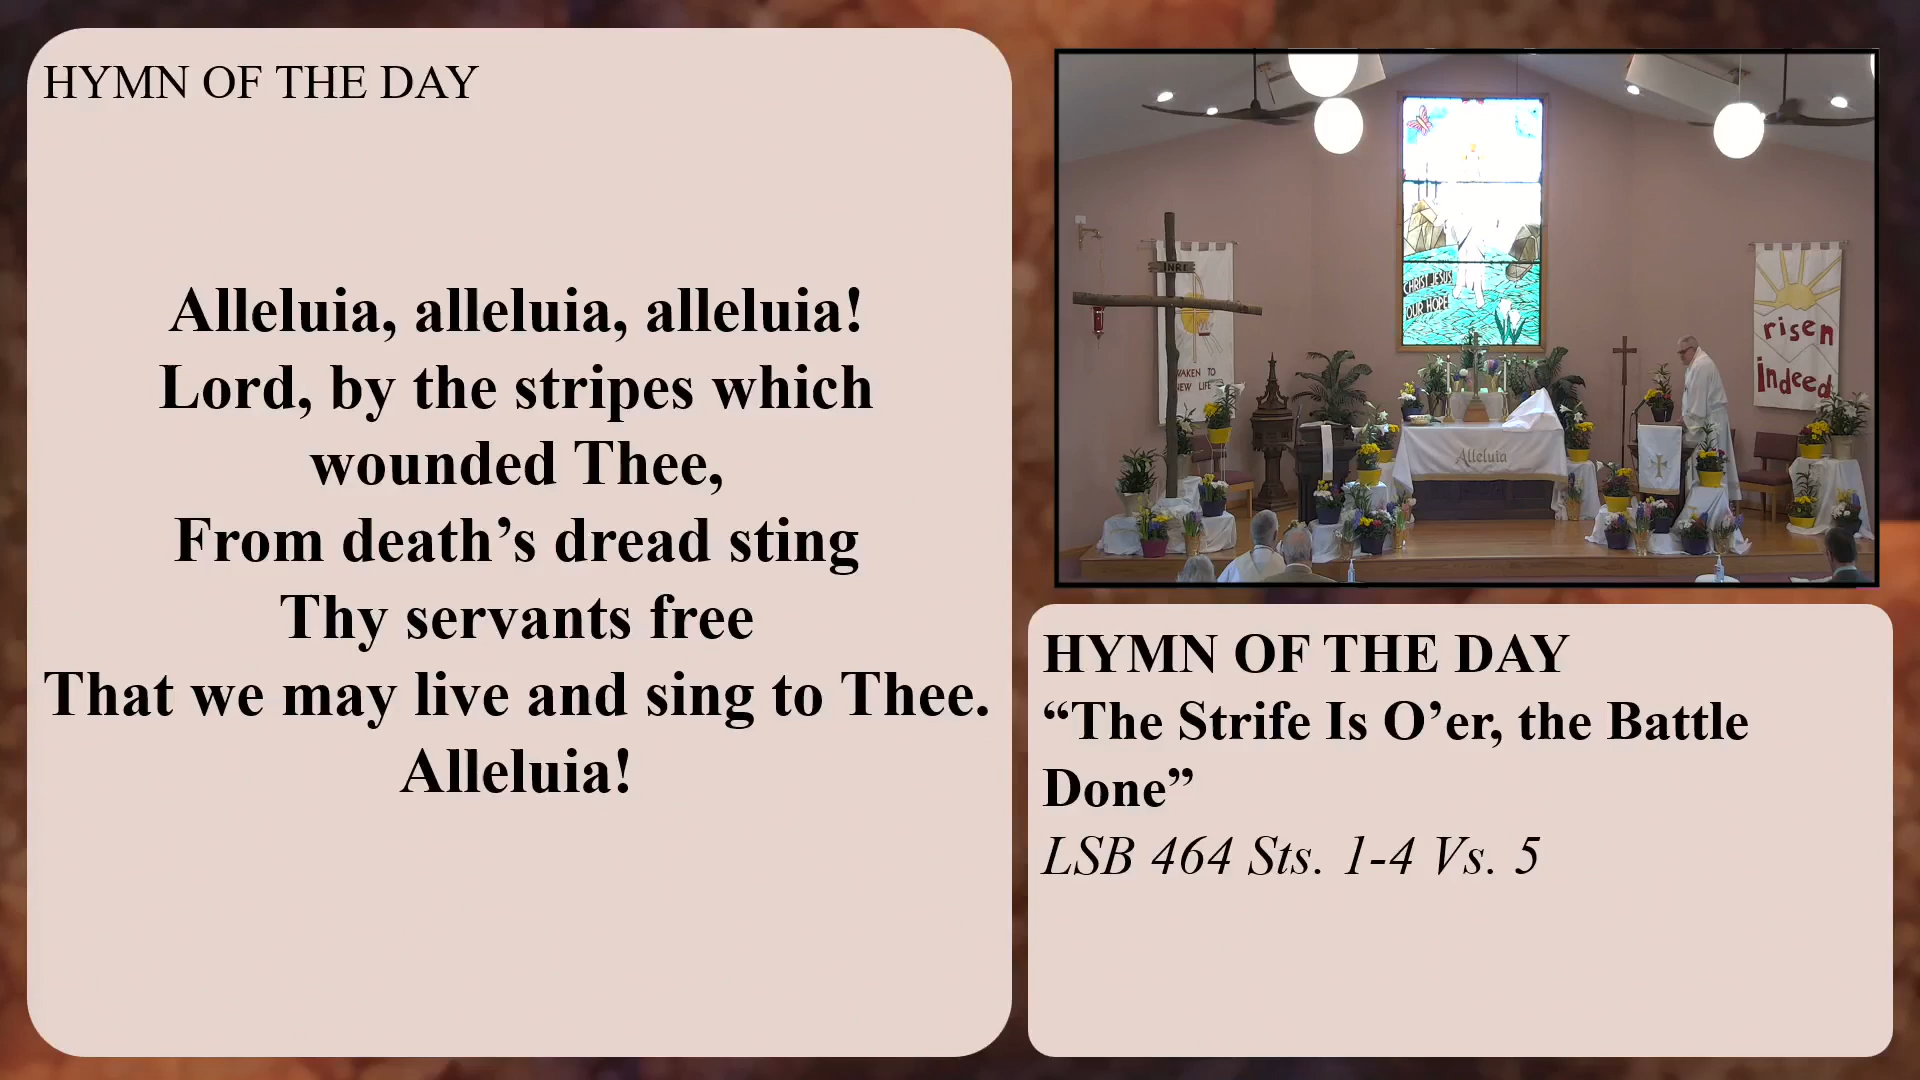 HYMN OF THE DAY
Alleluia, alleluia, alleluia!
Lord, by the stripes which
wounded Thee,
From death’s dread sting
Thy servants free
That we may live and sing to Thee.
Alleluia!
INRI
CHRIST JESUS
OUR HOPE
AWAKEN TO
NEW LIFE
Alleluia
risen
indeed
HYMN OF THE DAY
“The Strife Is O’er, the Battle
Done”
LSB 464 Sts. 1-4 Vs. 5